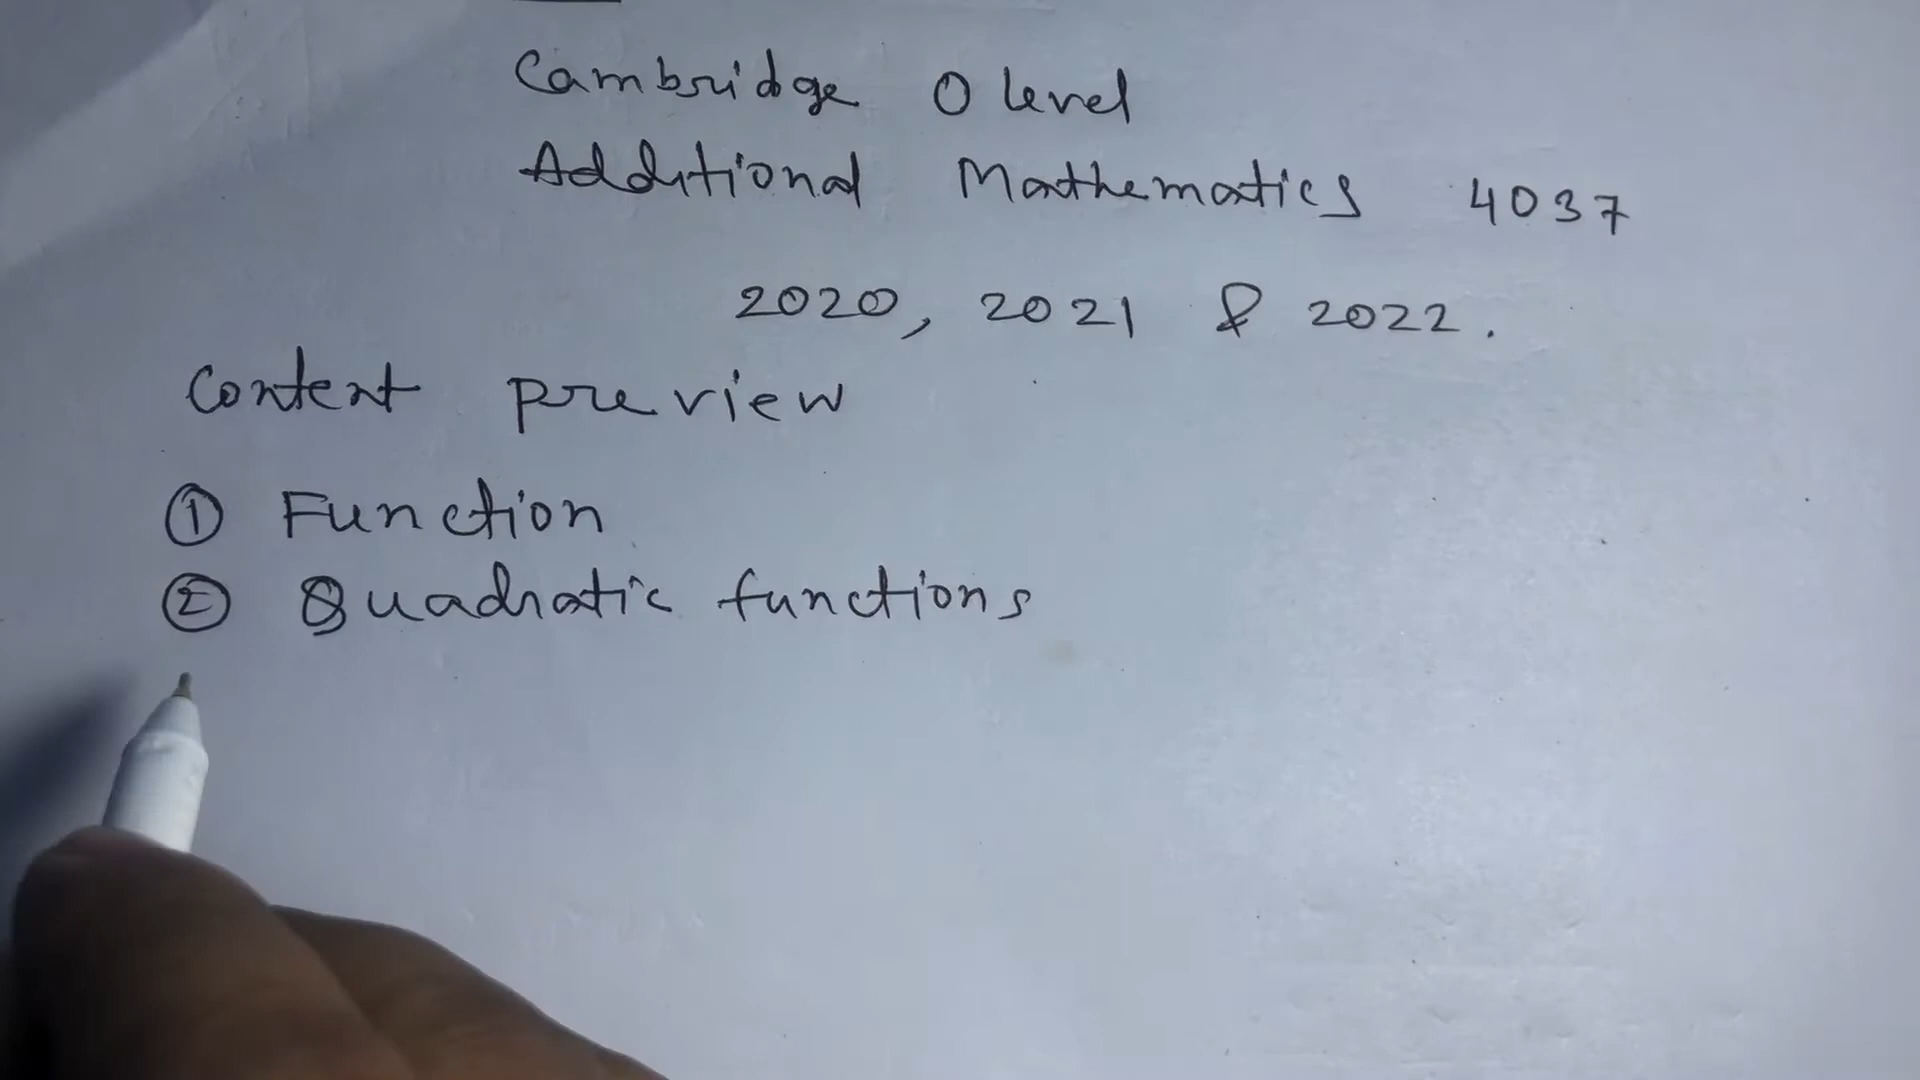 Cambridge O level
Additional Mathematics 4037
2020, 2021 & 2022.
Content preview
① Function
② Quadratic functions